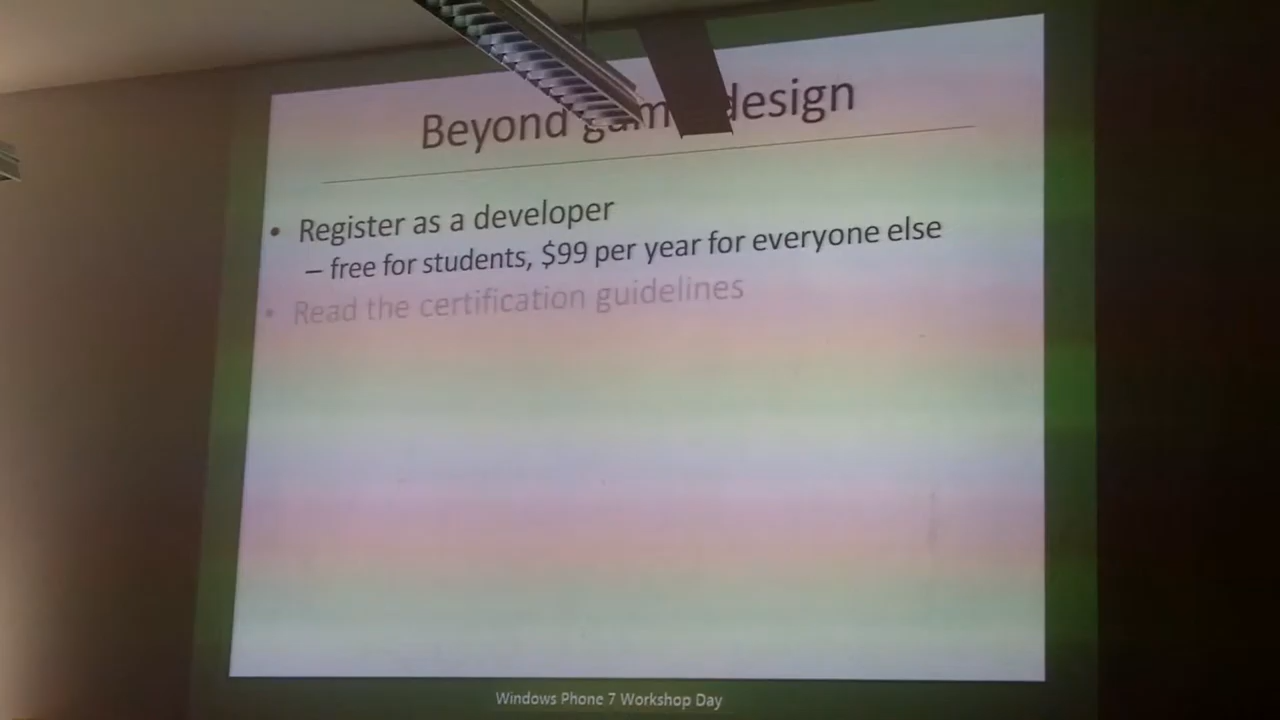 Beyond game design
• Register as a developer
– free for students, $99 per year for everyone else
• Read the certification guidelines
Windows Phone 7 Workshop Day